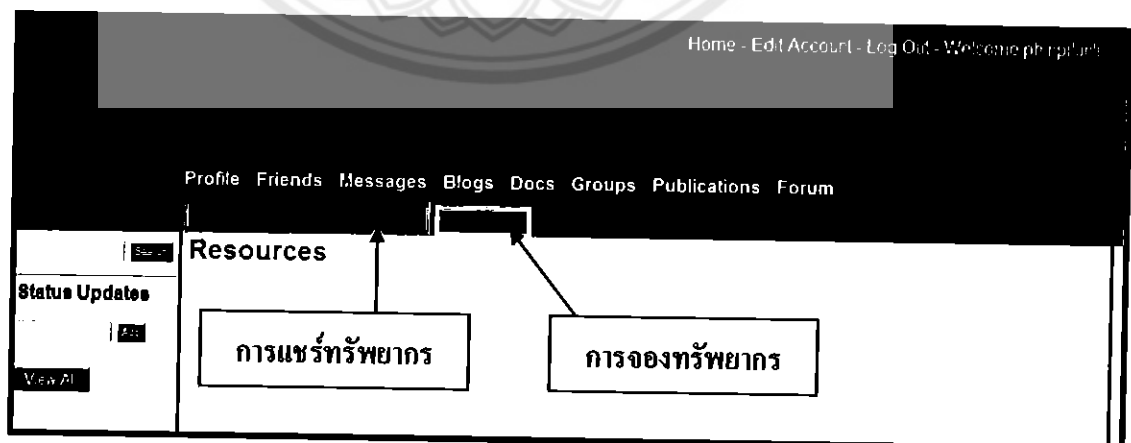 Home - Edit Account - Log Out - Welcome
Profile Friends Messages Blogs Docs Groups Publications Forum
Search
Resources
Status Updates
Add
View All
การแชร์ทรัพยากร
การจองทรัพยากร